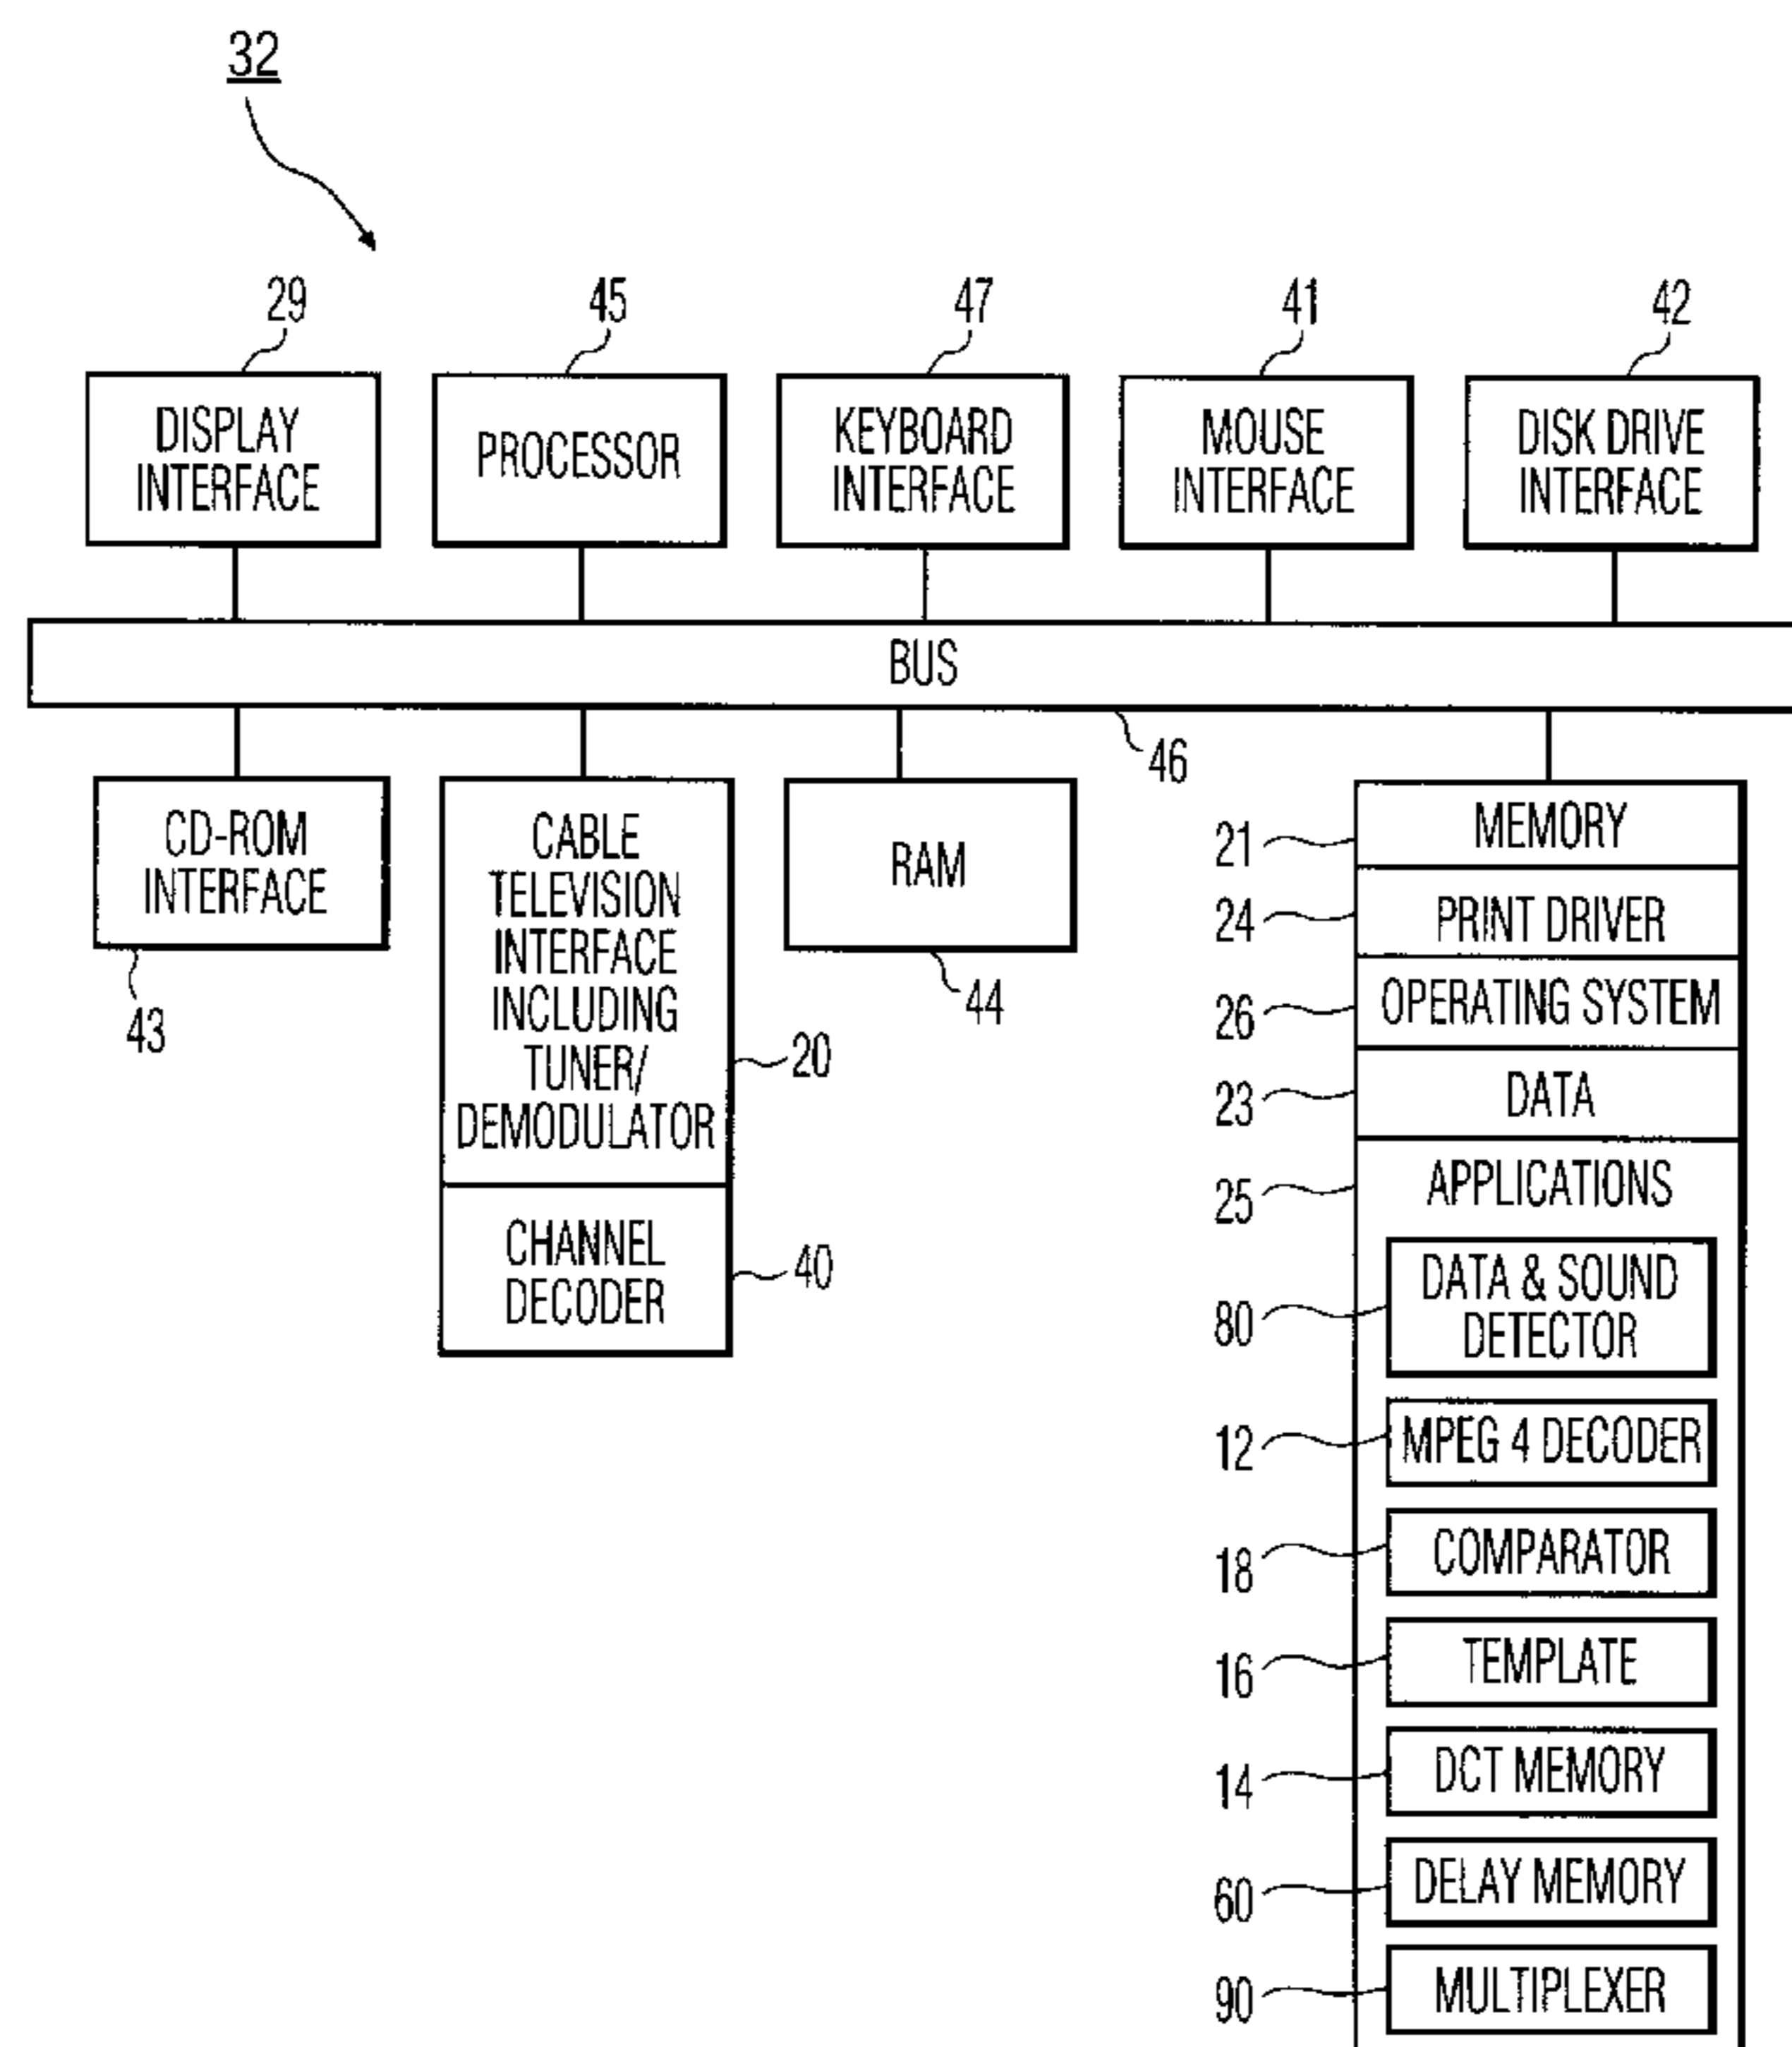 32
29
45
47
41
42
DISPLAY
INTERFACE
PROCESSOR
KEYBOARD
INTERFACE
MOUSE
INTERFACE
DISK DRIVE
INTERFACE
BUS
46
CD-ROM
INTERFACE
43
CABLE
TELEVISION
INTERFACE
INCLUDING
TUNER/
DEMODULATOR
20
CHANNEL
DECODER
40
RAM
44
21
MEMORY
24
PRINT DRIVER
26
OPERATING SYSTEM
23
DATA
25
APPLICATIONS
80
DATA & SOUND
DETECTOR
12
MPEG 4 DECODER
18
COMPARATOR
16
TEMPLATE
14
DCT MEMORY
60
DELAY MEMORY
90
MULTIPLEXER